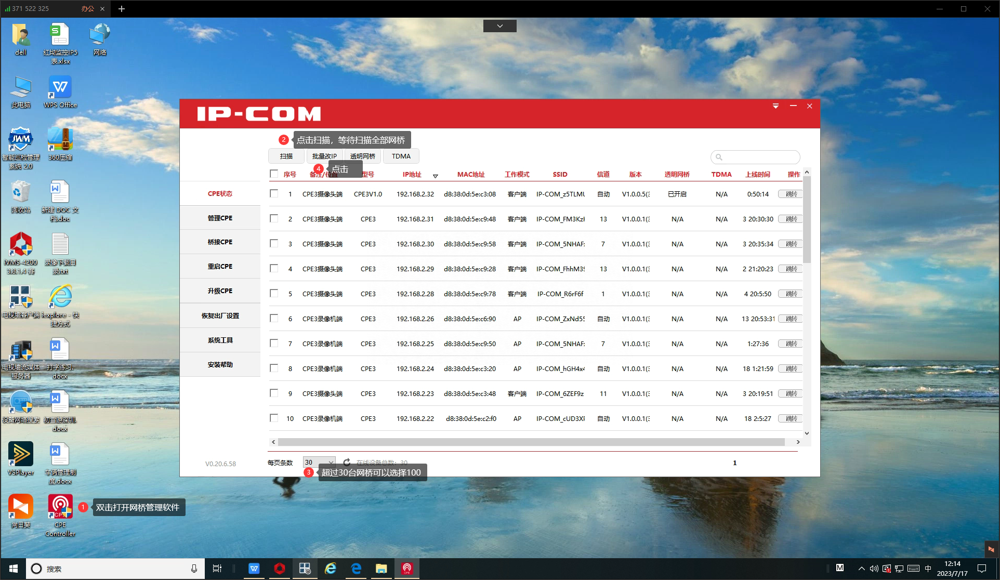 371 522 325 办公
dell
红坳监控IP5
表.xlsx
网络
此电脑
WPS Office
智能巡检管理
系统 2.0
360压缩
回收站
新建 DOC 文
档.doc
iVMS-4200
3.8.1.4 客
录像下载目
录.txt
电视墙客户端
iexplore - 快
捷方式
电视墙流媒体
服务器
打字练习.
docx
设备网络搜索
初雪游深圳.
docx
VSPlayer
车俩管理制
度.docx
向日葵
CPE
Controller
1 双击打开网桥管理软件
IP-COM
2 点击扫描，等待扫描全部网桥
扫描 批量改IP 透明网桥 TDMA
4 点击
序号 备注/位置 型号 IP地址 MAC地址 工作模式 SSID 信道 版本 透明网桥 TDMA 上线时间 操作
CPE状态
管理CPE
桥接CPE
重启CPE
升级CPE
恢复出厂设置
系统工具
安装帮助
V0.20.6.58
1 CPE3摄像头端 CPE3V1.0 192.168.2.32 d8:38:0d:5e:c3:08 客户端 IP-COM_z5TLM 自动 V1.0.0.5( 已开启 N/A 0:50:14 跳转
2 CPE3摄像头端 CPE3 192.168.2.31 d8:38:0d:5e:c9:48 客户端 IP-COM_FM3Kz 13 V1.0.0.1( N/A N/A 3 20:30:30 跳转
3 CPE3摄像头端 CPE3 192.168.2.30 d8:38:0d:5e:c9:58 客户端 IP-COM_5NHAF 7 V1.0.0.1( N/A N/A 3 20:35:34 跳转
4 CPE3摄像头端 CPE3 192.168.2.29 d8:38:0d:5e:c9:28 客户端 IP-COM_FhhM3 13 V1.0.0.1( N/A N/A 2 21:20:23 跳转
5 CPE3摄像头端 CPE3 192.168.2.28 d8:38:0d:5e:c9:78 客户端 IP-COM_R6rF6f 1 V1.0.0.1( N/A N/A 4 20:5:50 跳转
6 CPE3录像机端 CPE3 192.168.2.26 d8:38:0d:5e:c6:90 AP IP-COM_ZxNd5 自动 V1.0.0.1( N/A N/A 13 20:53:31 跳转
7 CPE3录像机端 CPE3 192.168.2.25 d8:38:0d:5e:c9:50 AP IP-COM_5NHAF 7 V1.0.0.1( N/A N/A 1:27:36 跳转
8 CPE3录像机端 CPE3 192.168.2.24 d8:38:0d:5e:c3:20 AP IP-COM_hGH4x 自动 V1.0.0.1( N/A N/A 18 1:21:59 跳转
9 CPE3摄像头端 CPE3 192.168.2.23 d8:38:0d:5e:c3:48 客户端 IP-COM_6ZEF9z 11 V1.0.0.1( N/A N/A 3 20:19:51 跳转
10 CPE3录像机端 CPE3 192.168.2.22 d8:38:0d:5e:c2:f0 AP IP-COM_cUD3X 自动 V1.0.0.1( N/A N/A 18 2:5:27 跳转
每页条数 30 在线设备总数：30 1
3 超过30台网桥可以选择100
搜索
M 中
12:14
2023/7/17